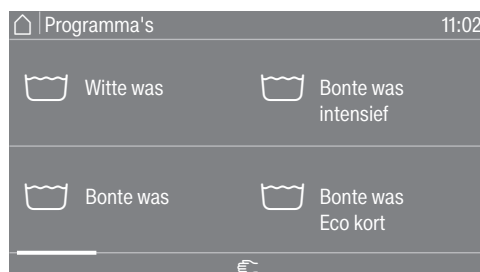 Programma's 11:02
Witte was
Bonte was
intensief
Bonte was
Bonte was
Eco kort